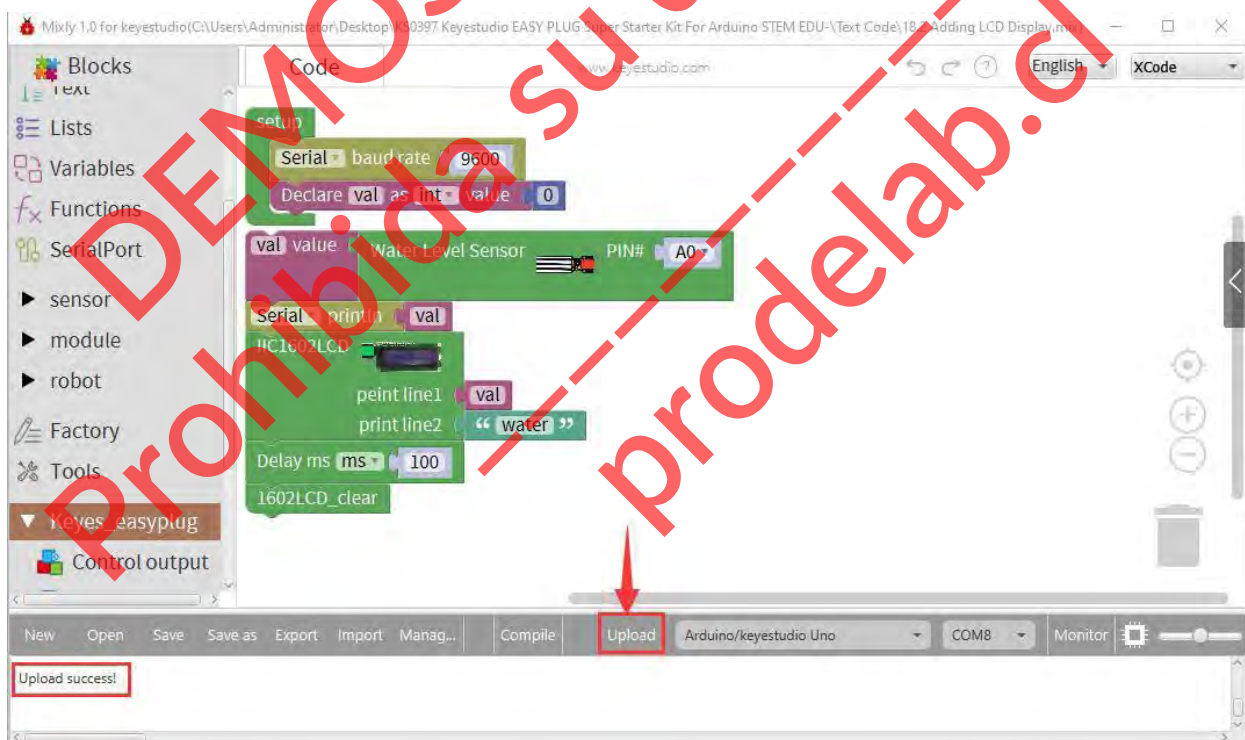 Mixly 1.0 for keyestudio(C:\Users\Administrator\Desktop\KS0397 Keyestudio EASY PLUG Super Starter Kit For Arduino STEM EDU-\Text Code\18.2 Adding LCD Display.mix)
Blocks
Code
www.keyestudio.com
English
XCode
Text
Lists
Variables
Functions
SerialPort
sensor
module
robot
Factory
Tools
Keyes_easyplug
Control output
setup
Serial baud rate 9600
Declare val as int value 0
val value Water Level Sensor PIN# A0
Serial println val
IIC1602LCD
peint line1 val
print line2 “ water ”
Delay ms ms 100
1602LCD_clear
New Open Save Save as Export Import Manag... Compile Upload Arduino/keyestudio Uno COM8 Monitor
Upload success!
DEMOS
Prohibida su
prodelab.cl